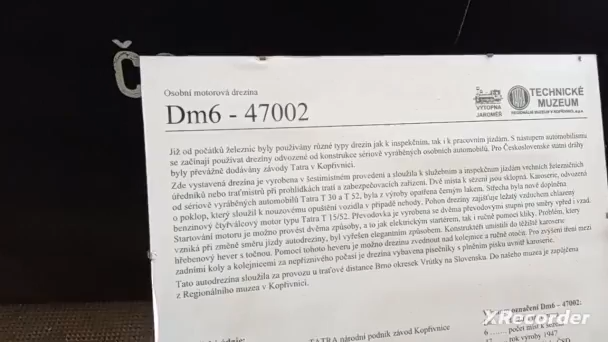 Č
Osobní motorová drezína
Dm6 - 47002
VÝTOPNA
JAROMĚŘ
TECHNICKÉ
MUZEUM
Již od počátků železnic byly používány různé typy drezín jak k inspekčním, tak i k pracovním jízdám. S nástupem automobilismu
se začínají používat drezíny odvozené od konstrukce sériově vyráběných osobních automobilů. Pro Československé státní dráhy
byly převážně dodávány závody Tatra v Kopřivnici.
Zde vystavená drezína je vyrobena v šestimístném provedení a sloužila k služebním a inspekčním jízdám vrchních železničních
úředníků nebo traťmistrů při prohlídkách tratí a zabezpečovacích zařízení. Dvě místa k sezení jsou sklopná. Karoserie, odvozená
od sériově vyráběných automobilů Tatra T 30 a T 52, byla z výroby opatřena černým lakem. Střecha byla nově doplněna
o poklop, který sloužil k nouzovému opuštění vozidla v případě nehody. Pohon drezíny zajišťuje ležatý vzduchem chlazený
benzinový čtyřválcový motor typu Tatra T 15/52. Převodovka je vyrobena se dvěma převodovými stupni pro směry vpřed i vzad.
Startování motoru je možno provést dvěma způsoby, a to jak elektrickým startérem, tak i ručně pomocí kliky. Problém, který
vzniká při změně směru jízdy autodrezíny, byl vyřešen elegantním způsobem. Konstruktéři umístili do těžiště karoserie
hřebenový hever s točnou. Pomocí tohoto heveru je možno drezínu zvednout nad kolejnice a ručně otočit. Pro zvýšení tření mezi
zadními koly a kolejnicemi za nepříznivého počasí je drezína vybavena písečníky s plněním písku uvnitř karoserie.
Tato autodrezína sloužila za provozu u traťové distance Brno okresek Vrútky na Slovensku. Do našeho muzea je zapůjčena
z Regionálního muzea v Kopřivnici.
značení Dm6 - 47002:
TATRA národní podnik závod Kopřivnice
6 ...... počet míst k
rok výroby 1947
XRecorder